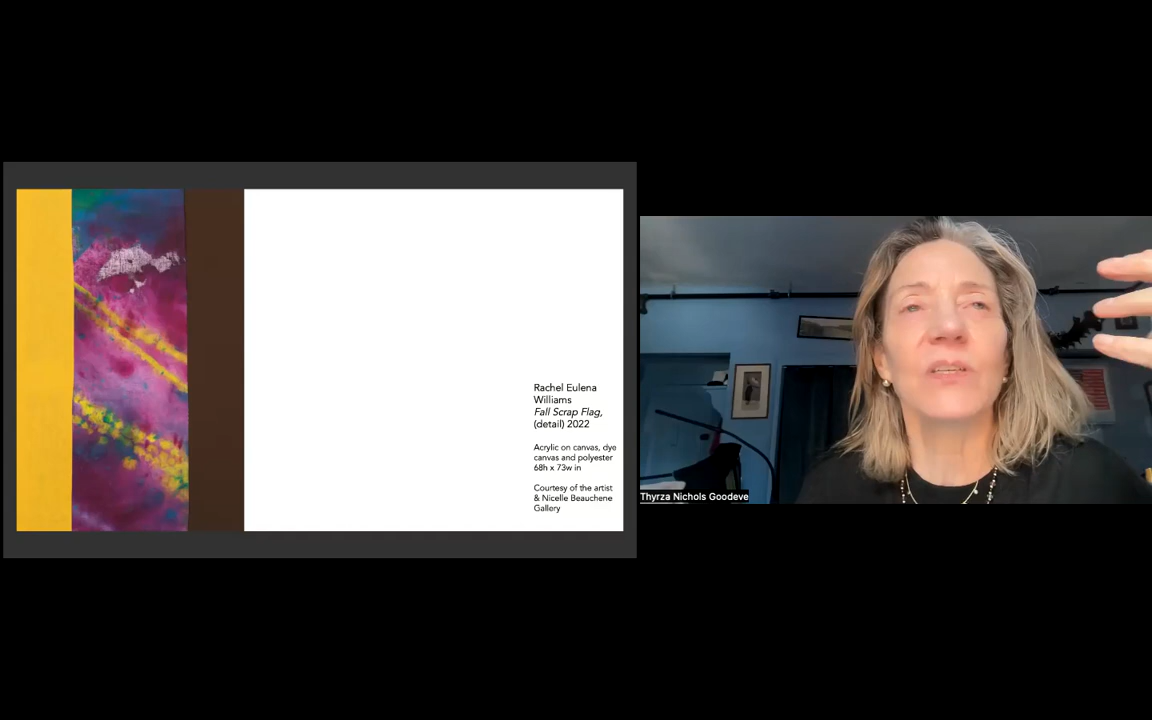 Rachel Eulena
Williams
Fall Scrap Flag,
(detail) 2022
Acrylic on canvas, dye
canvas and polyester
68h x 73w in
Courtesy of the artist
& Nicelle Beauchene
Gallery
Thyrza Nichols Goodeve